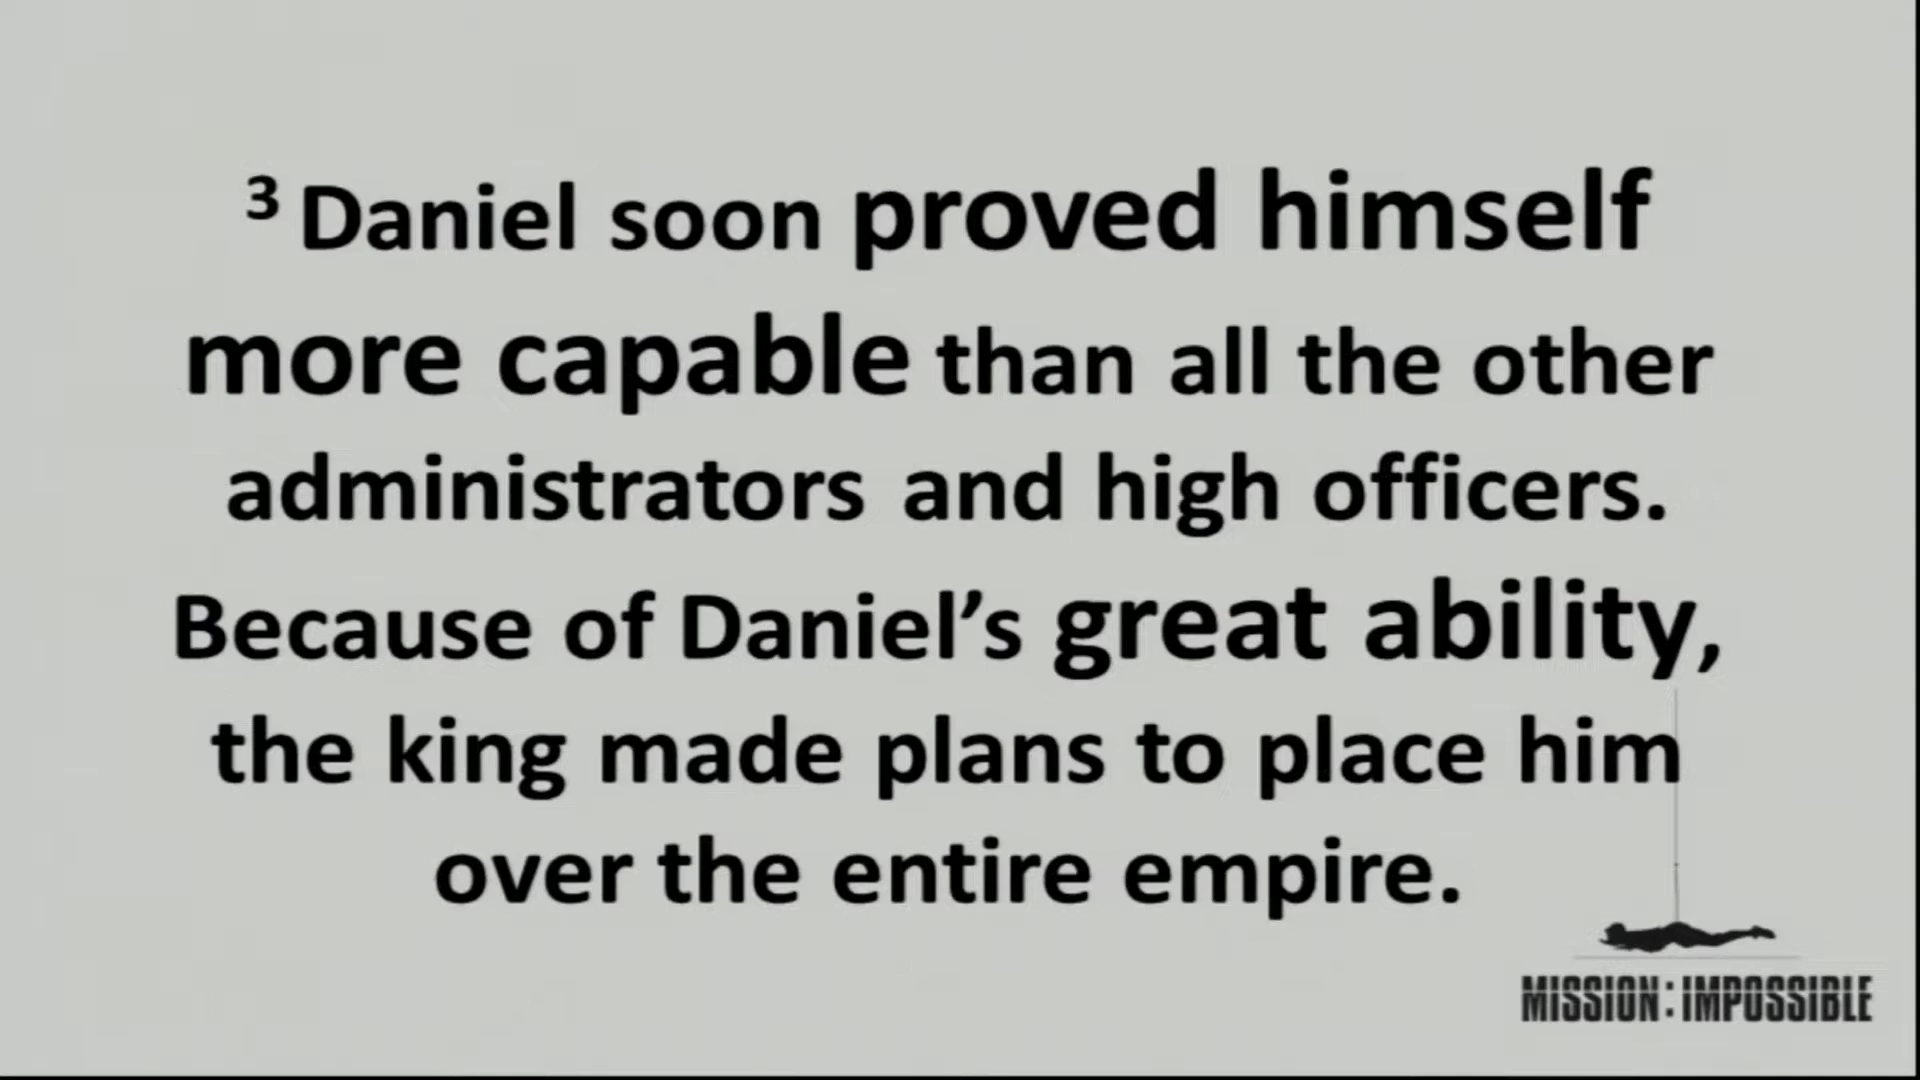 ³ Daniel soon proved himself
more capable than all the other
administrators and high officers.
Because of Daniel’s great ability,
the king made plans to place him
over the entire empire.
MISSION:IMPOSSIBLE